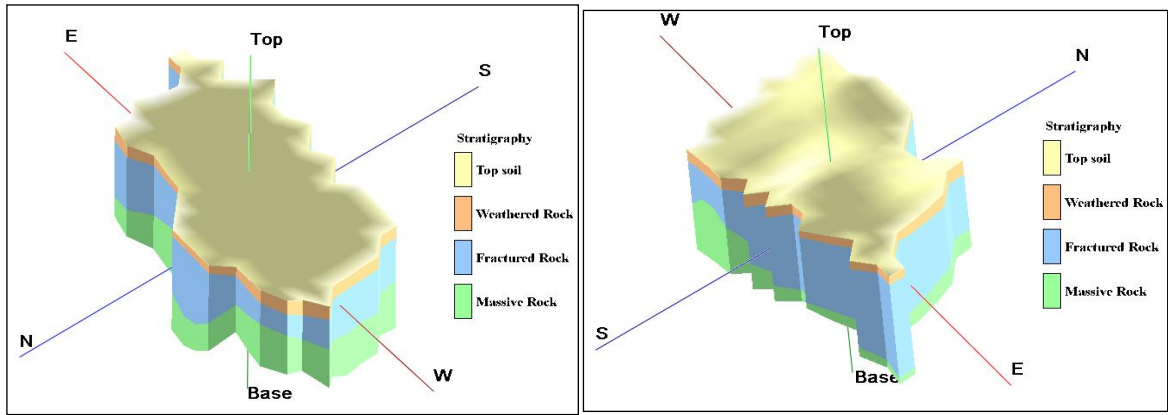 E
Top
S
Stratigraphy
Top soil
Weathered Rock
Fractured Rock
Massive Rock
N
W
Base
W
Top
N
Stratigraphy
Top soil
Weathered Rock
Fractured Rock
Massive Rock
S
E
Base